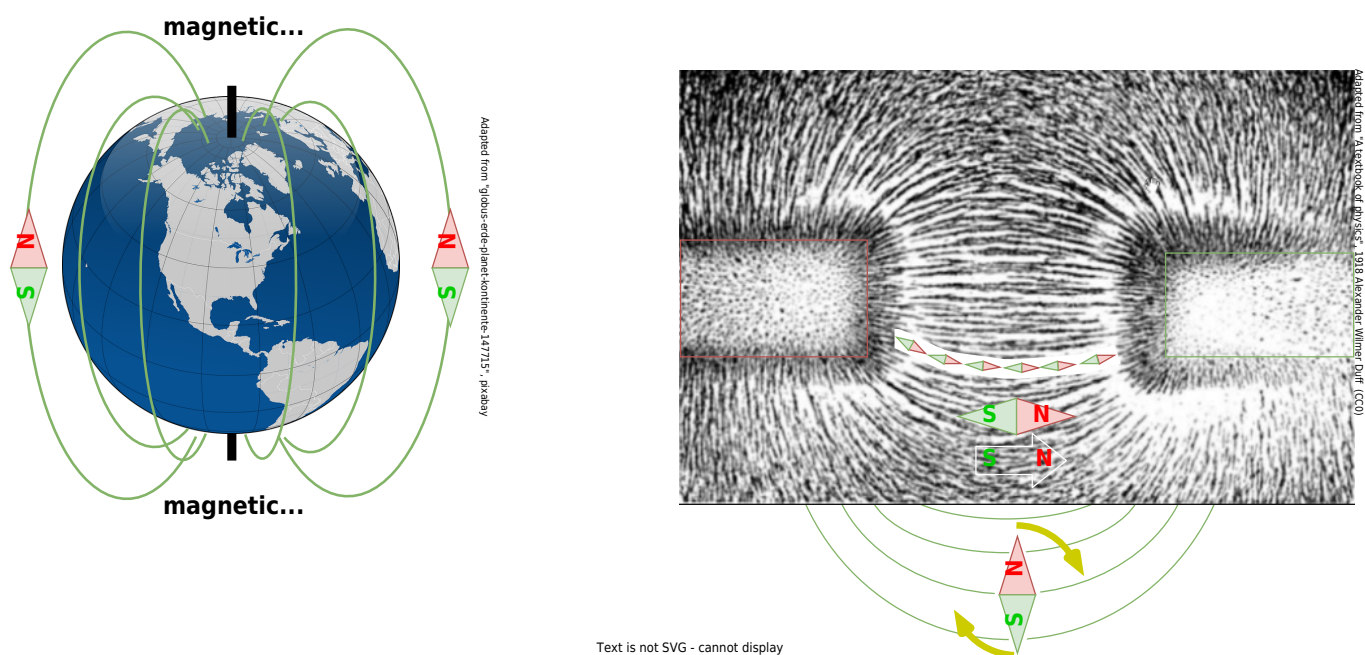 magnetic...
N
S
N
S
magnetic...
Adapted from "globus-erde-planet-kontinente-147715", pixabay
Adapted from "A textbook of physics", 1918 Alexander Wilmer Duff (CC0)
S N
S N
N
S
Text is not SVG - cannot display